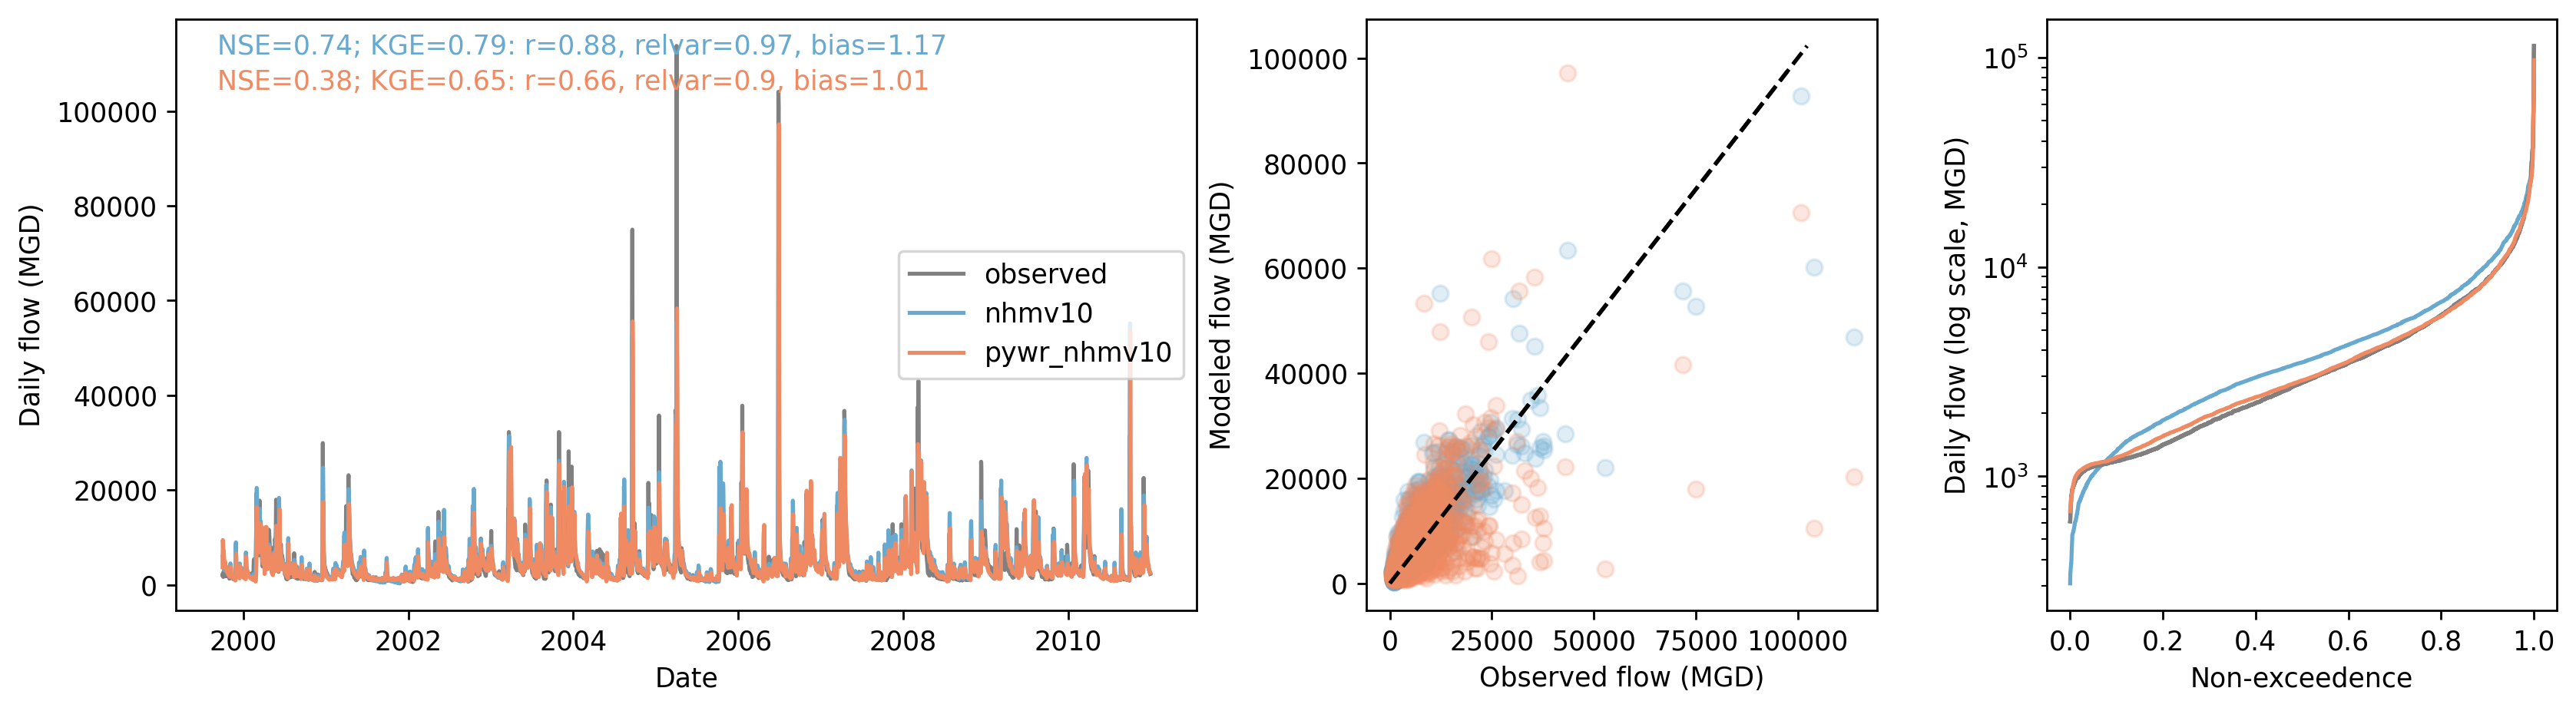 NSE=0.74; KGE=0.79: r=0.88, relvar=0.97, bias=1.17
NSE=0.38; KGE=0.65: r=0.66, relvar=0.9, bias=1.01
Daily flow (MGD)
100000
80000
60000
40000
20000
0
observed
nhmv10
pywr_nhmv10
2000 2002 2004 2006 2008 2010
Date
Modeled flow (MGD)
100000
80000
60000
40000
20000
0
0 25000 50000 75000 100000
Observed flow (MGD)
Daily flow (log scale, MGD)
10⁵
10⁴
10³
0.0 0.2 0.4 0.6 0.8 1.0
Non-exceedence